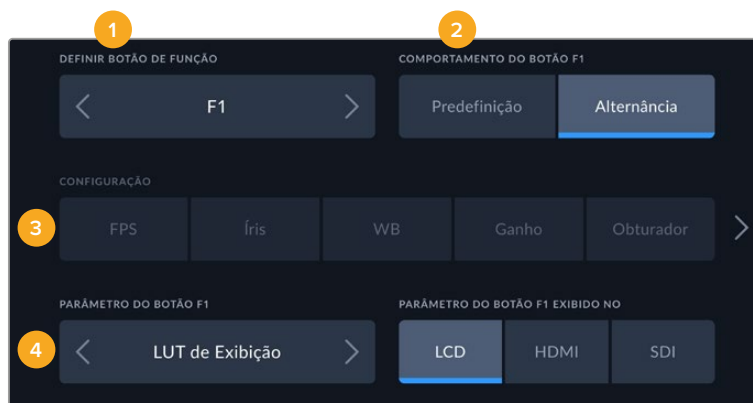 1
2
DEFINIR BOTÃO DE FUNÇÃO
COMPORTAMENTO DO BOTÃO F1
F1
Predefinição
Alternância
CONFIGURAÇÃO
3
FPS
Íris
WB
Ganho
Obturador
PARÂMETRO DO BOTÃO F1
PARÂMETRO DO BOTÃO F1 EXIBIDO NO
4
LUT de Exibição
LCD
HDMI
SDI